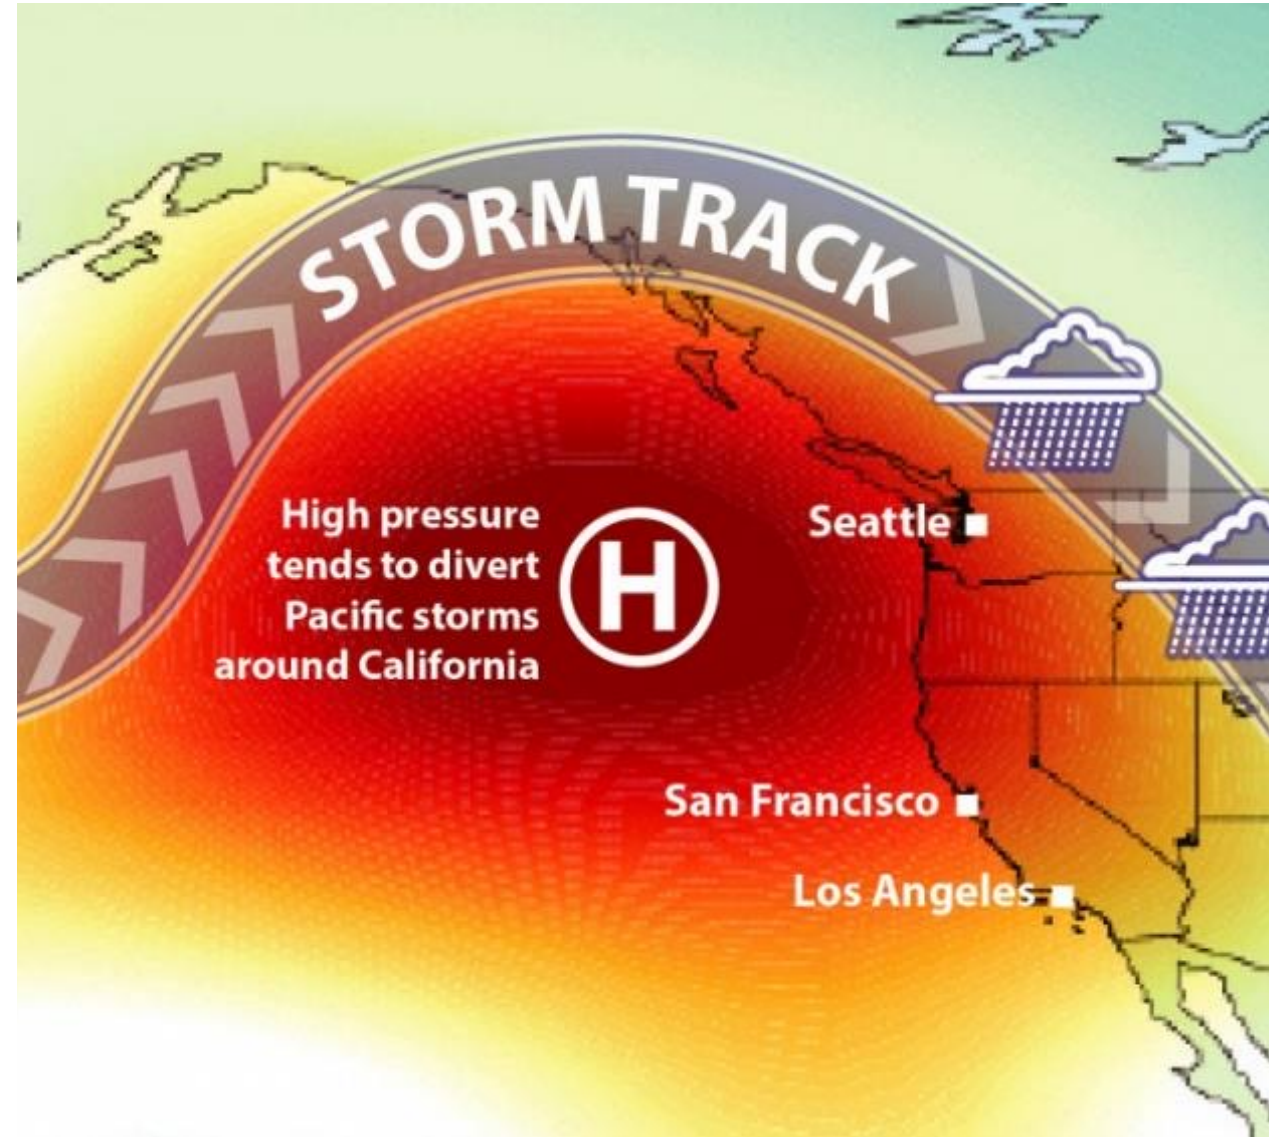 STORM TRACK
High pressure
tends to divert
Pacific storms
around California
H
Seattle
San Francisco
Los Angeles